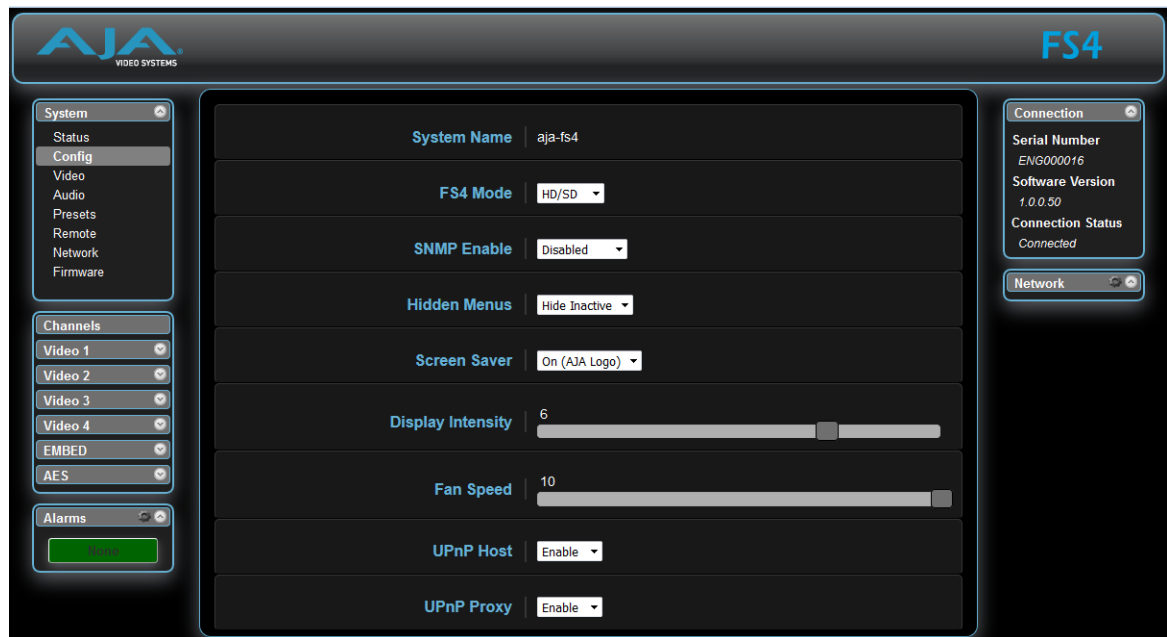 AJA®
VIDEO SYSTEMS
FS4
System
Status
Config
Video
Audio
Presets
Remote
Network
Firmware
Channels
Video 1
Video 2
Video 3
Video 4
EMBED
AES
Alarms
None
System Name aja-fs4
FS4 Mode HD/SD
SNMP Enable Disabled
Hidden Menus Hide Inactive
Screen Saver On (AJA Logo)
Display Intensity 6
Fan Speed 10
UPnP Host Enable
UPnP Proxy Enable
Connection
Serial Number
ENG000016
Software Version
1.0.0.50
Connection Status
Connected
Network